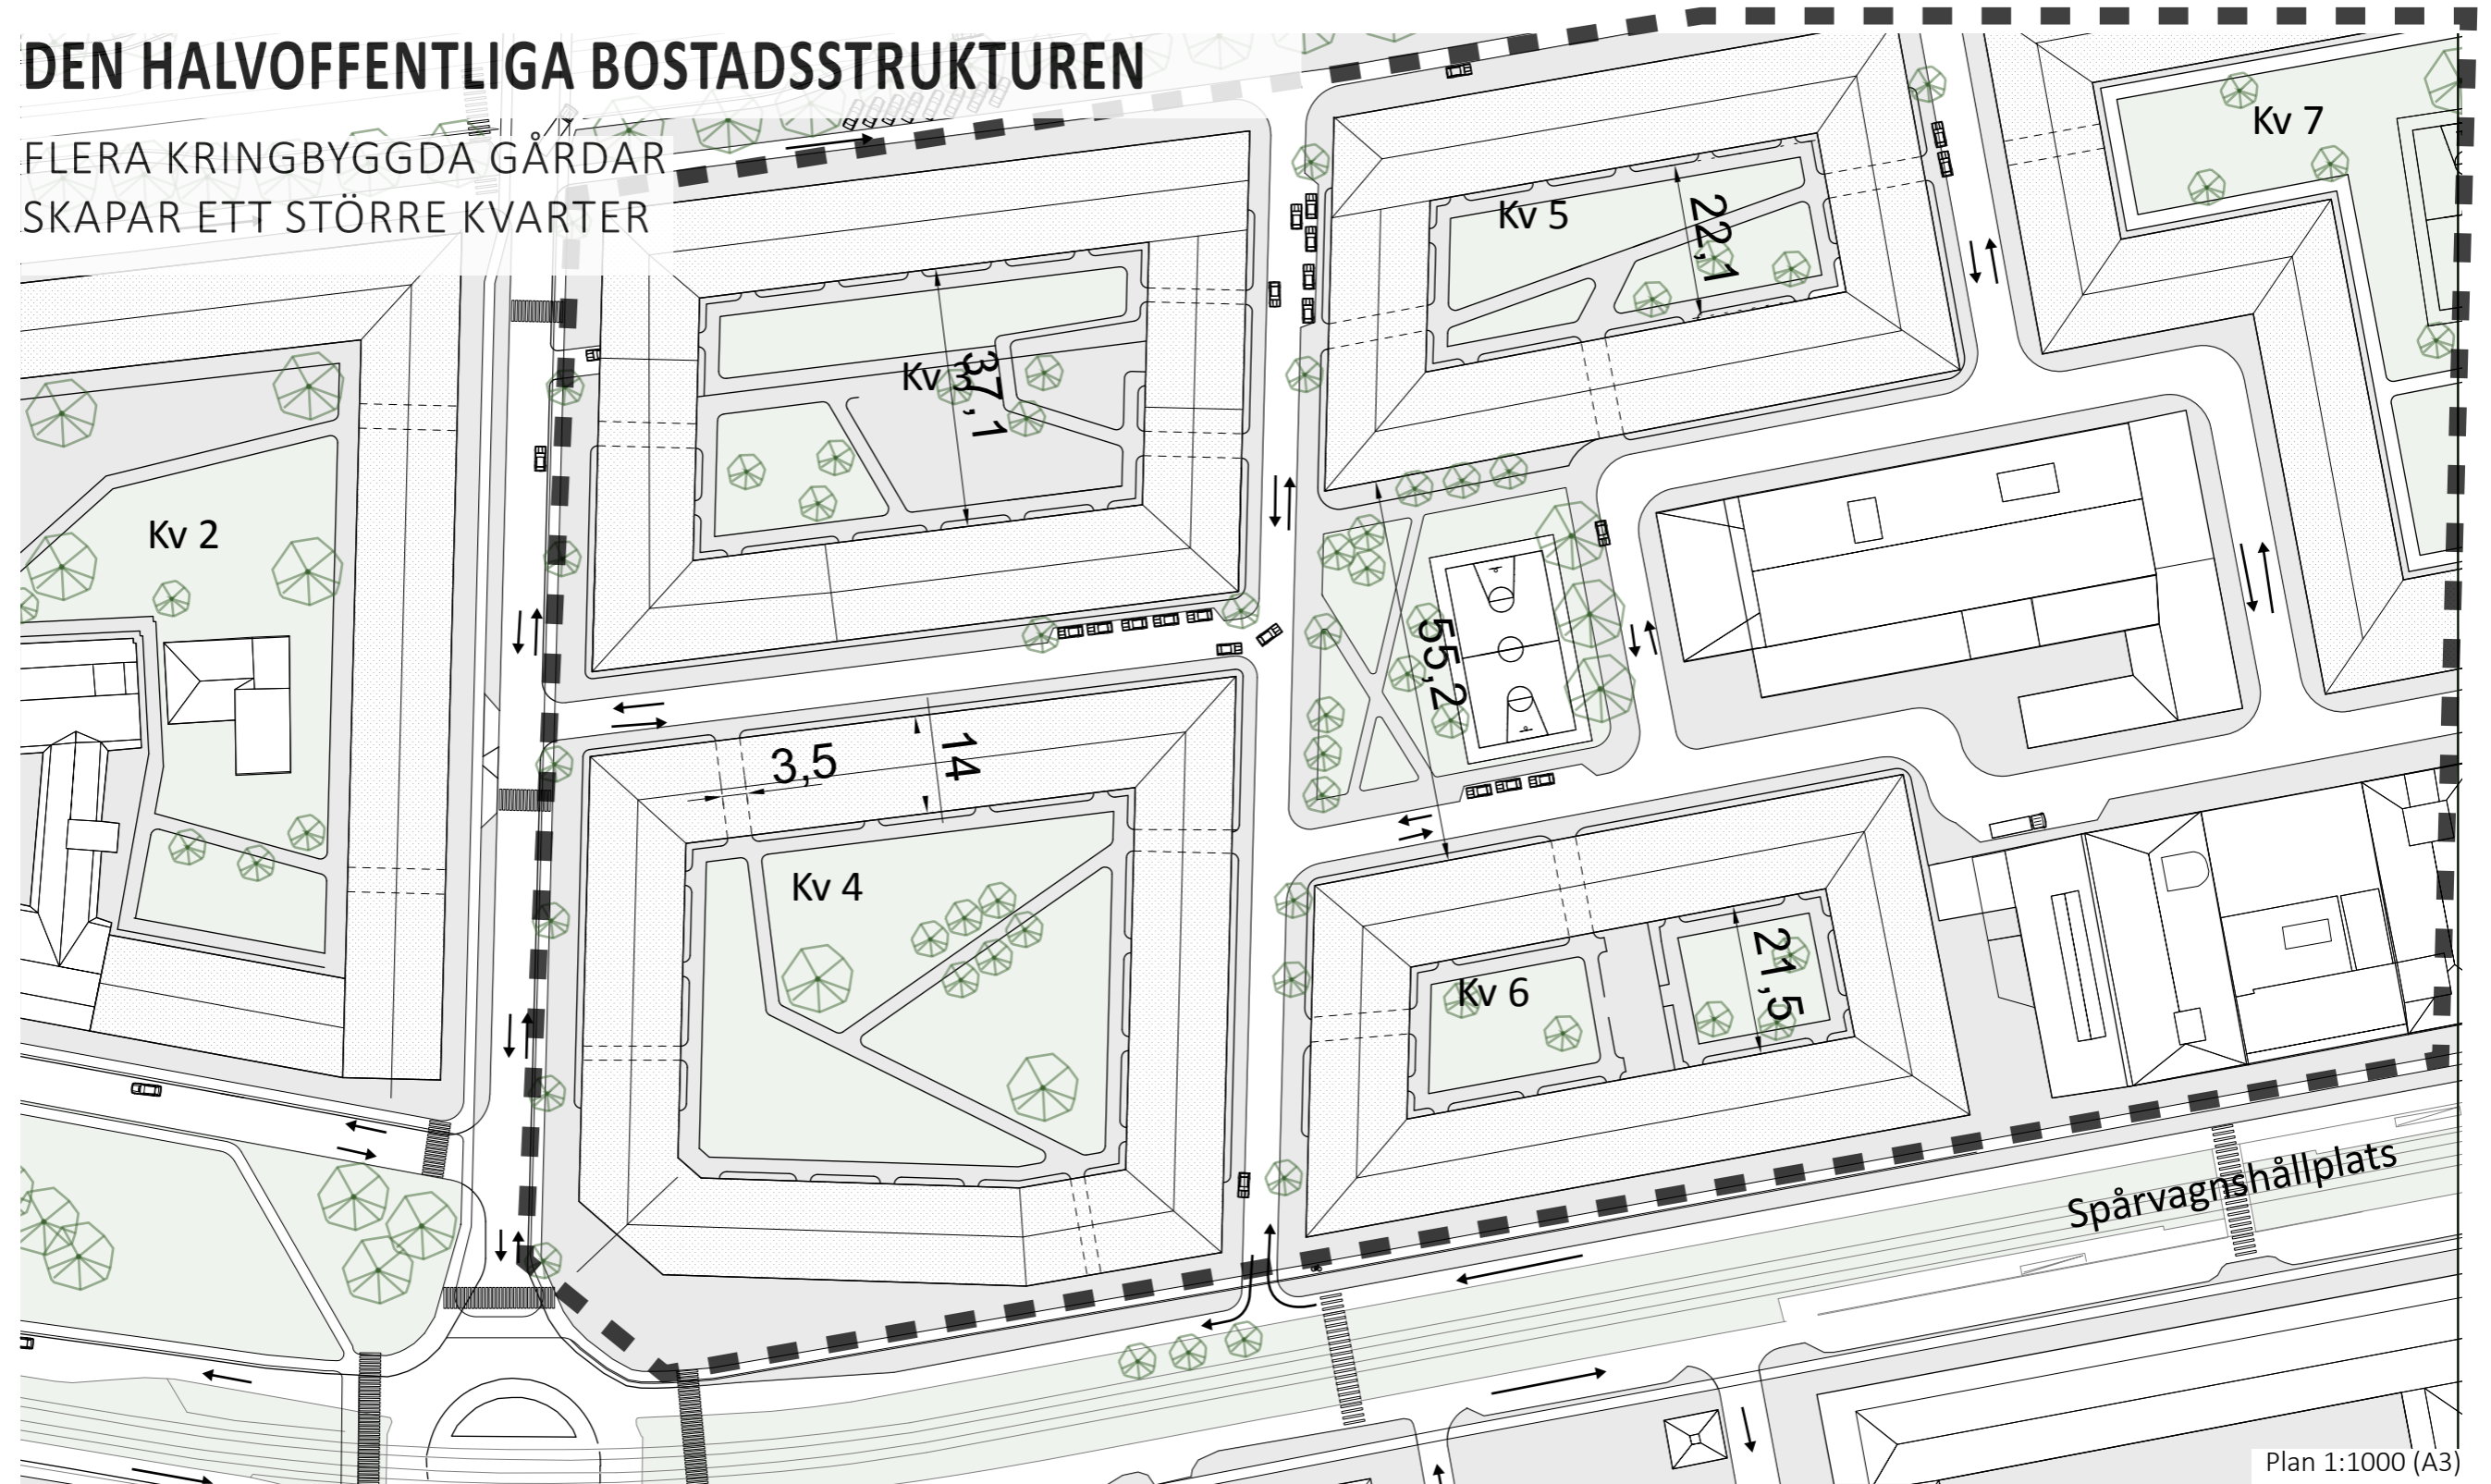 DEN HALVOFFENTLIGA BOSTADSSTRUKTUREN
FLERA KRINGBYGGDA GÅRDAR
SKAPAR ETT STÖRRE KVARTER
Kv 7
Kv 5
22,1
Kv 3
37,1
Kv 2
55,2
3,5
14
Kv 4
Kv 6
21,5
Spårvagnshållplats
Plan 1:1000 (A3)